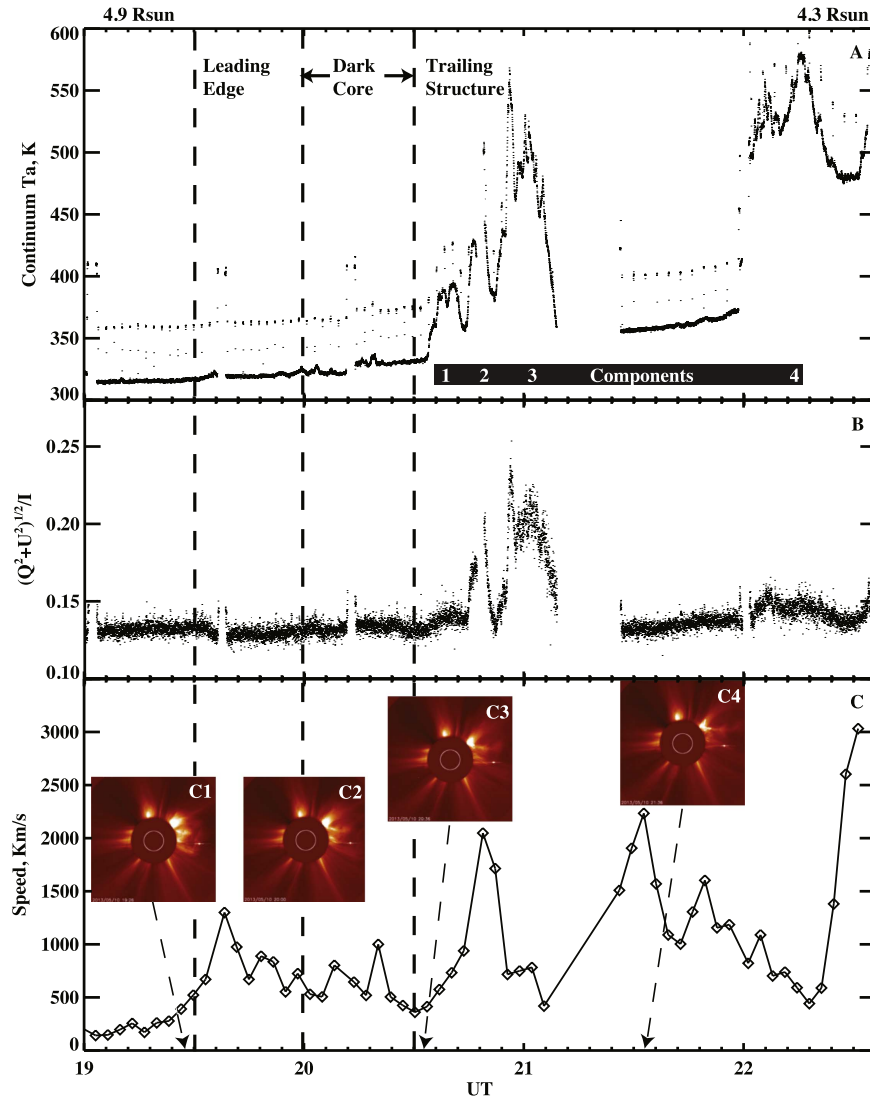 4.9 Rsun 4.3 Rsun
600
A
Leading Edge
Dark Core
Trailing Structure
550
500
450
400
350
300
Continuum Ta, K
1 2 3 Components 4
B
0.25
0.20
0.15
0.10
(Q²+U²)¹/²/I
C
3000
2500
2000
1500
1000
500
0
Speed, Km/s
C1
C2
C3
C4
19 20 21 22
UT